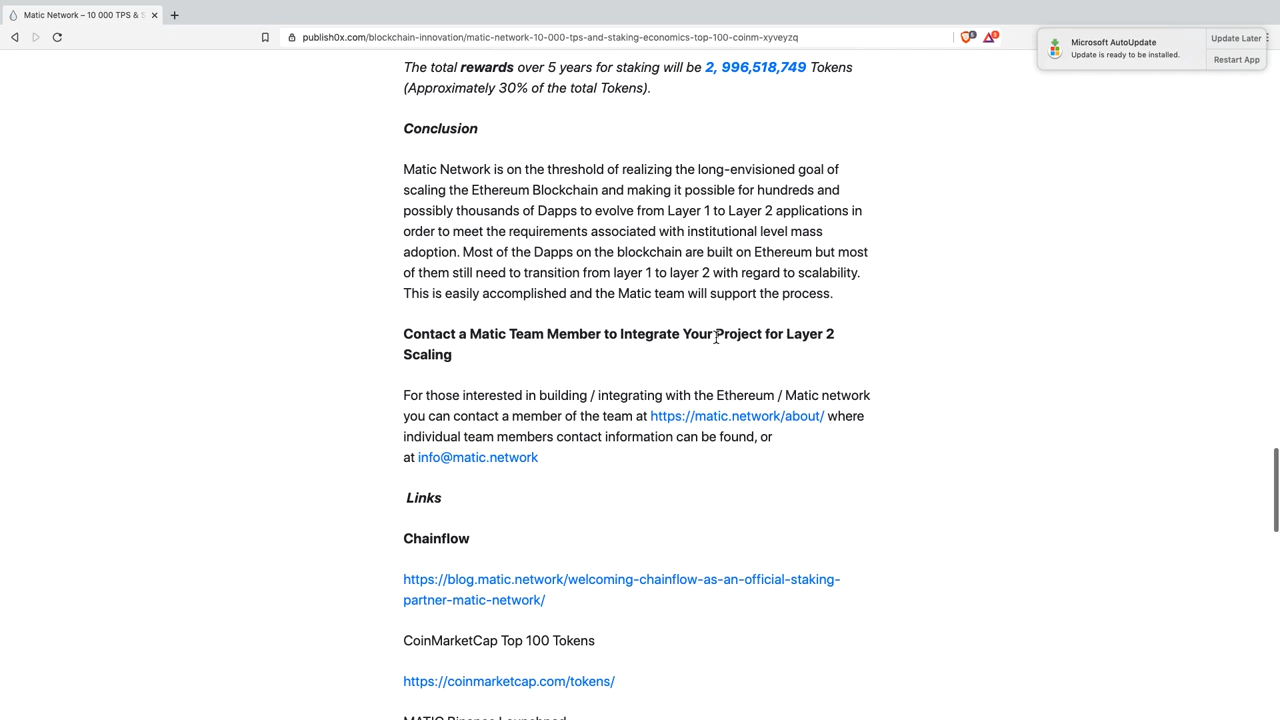 Matic Network – 10 000 TPS & S
publish0x.com/blockchain-innovation/matic-network-10-000-tps-and-staking-economics-top-100-coinm-xyveyzq
Microsoft AutoUpdate
Update is ready to be installed.
Update Later
Restart App
The total rewards over 5 years for staking will be 2, 996,518,749 Tokens
(Approximately 30% of the total Tokens).
Conclusion
Matic Network is on the threshold of realizing the long-envisioned goal of
scaling the Ethereum Blockchain and making it possible for hundreds and
possibly thousands of Dapps to evolve from Layer 1 to Layer 2 applications in
order to meet the requirements associated with institutional level mass
adoption. Most of the Dapps on the blockchain are built on Ethereum but most
of them still need to transition from layer 1 to layer 2 with regard to scalability.
This is easily accomplished and the Matic team will support the process.
Contact a Matic Team Member to Integrate Your Project for Layer 2
Scaling
For those interested in building / integrating with the Ethereum / Matic network
you can contact a member of the team at https://matic.network/about/ where
individual team members contact information can be found, or
at info@matic.network
Links
Chainflow
https://blog.matic.network/welcoming-chainflow-as-an-official-staking-
partner-matic-network/
CoinMarketCap Top 100 Tokens
https://coinmarketcap.com/tokens/
MATIC Binance Launchpad